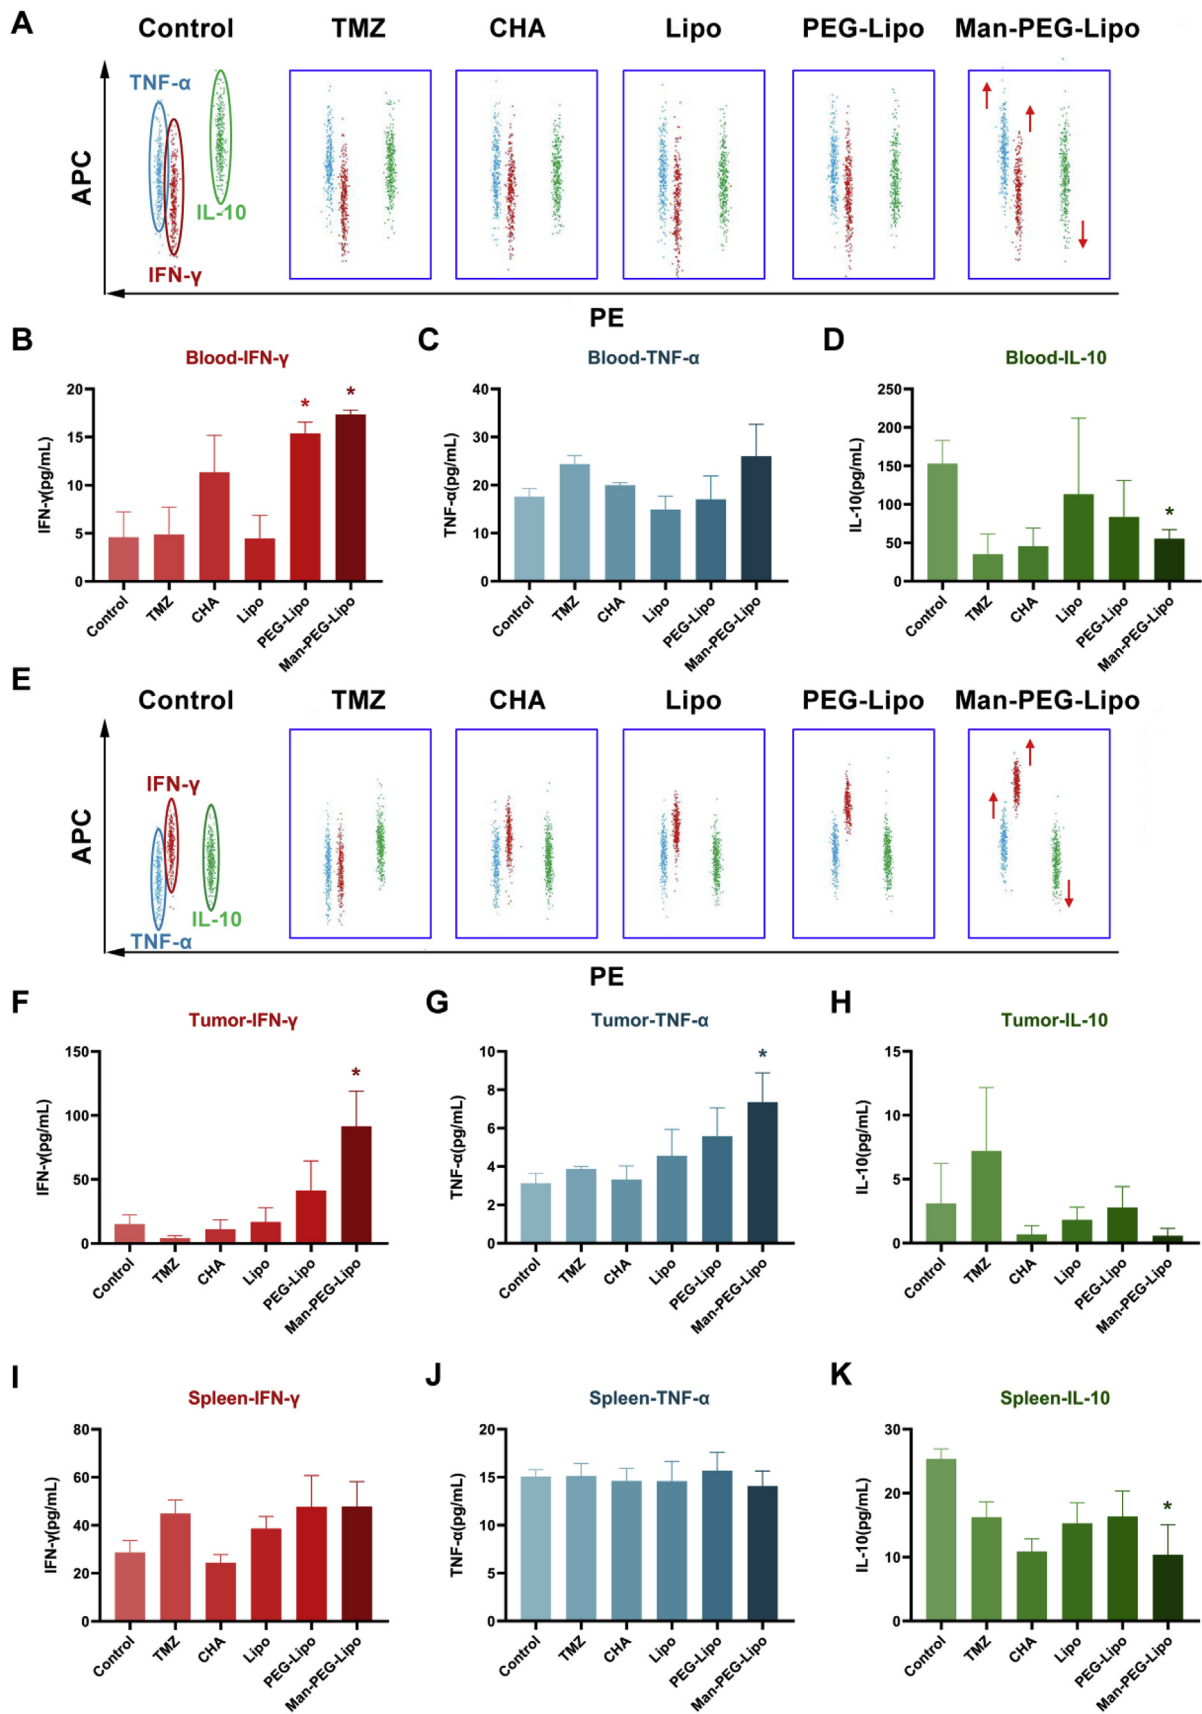 A
Control TMZ CHA Lipo PEG-Lipo Man-PEG-Lipo
TNF-α
IL-10
IFN-γ
APC
PE
B
Blood-IFN-γ
IFN-γ(pg/mL)
20
15
10
5
0
Control TMZ CHA Lipo PEG-Lipo Man-PEG-Lipo
* *
C
Blood-TNF-α
TNF-α(pg/mL)
40
30
20
10
0
Control TMZ CHA Lipo PEG-Lipo Man-PEG-Lipo
D
Blood-IL-10
IL-10(pg/mL)
250
200
150
100
50
0
Control TMZ CHA Lipo PEG-Lipo Man-PEG-Lipo
*
E
Control TMZ CHA Lipo PEG-Lipo Man-PEG-Lipo
IFN-γ
IL-10
TNF-α
APC
PE
F
Tumor-IFN-γ
IFN-γ(pg/mL)
150
100
50
0
Control TMZ CHA Lipo PEG-Lipo Man-PEG-Lipo
*
G
Tumor-TNF-α
TNF-α(pg/mL)
10
8
6
4
2
0
Control TMZ CHA Lipo PEG-Lipo Man-PEG-Lipo
*
H
Tumor-IL-10
IL-10(pg/mL)
15
10
5
0
Control TMZ CHA Lipo PEG-Lipo Man-PEG-Lipo
I
Spleen-IFN-γ
IFN-γ(pg/mL)
80
60
40
20
0
Control TMZ CHA Lipo PEG-Lipo Man-PEG-Lipo
J
Spleen-TNF-α
TNF-α(pg/mL)
20
15
10
5
0
Control TMZ CHA Lipo PEG-Lipo Man-PEG-Lipo
K
Spleen-IL-10
IL-10(pg/mL)
30
20
10
0
Control TMZ CHA Lipo PEG-Lipo Man-PEG-Lipo
*